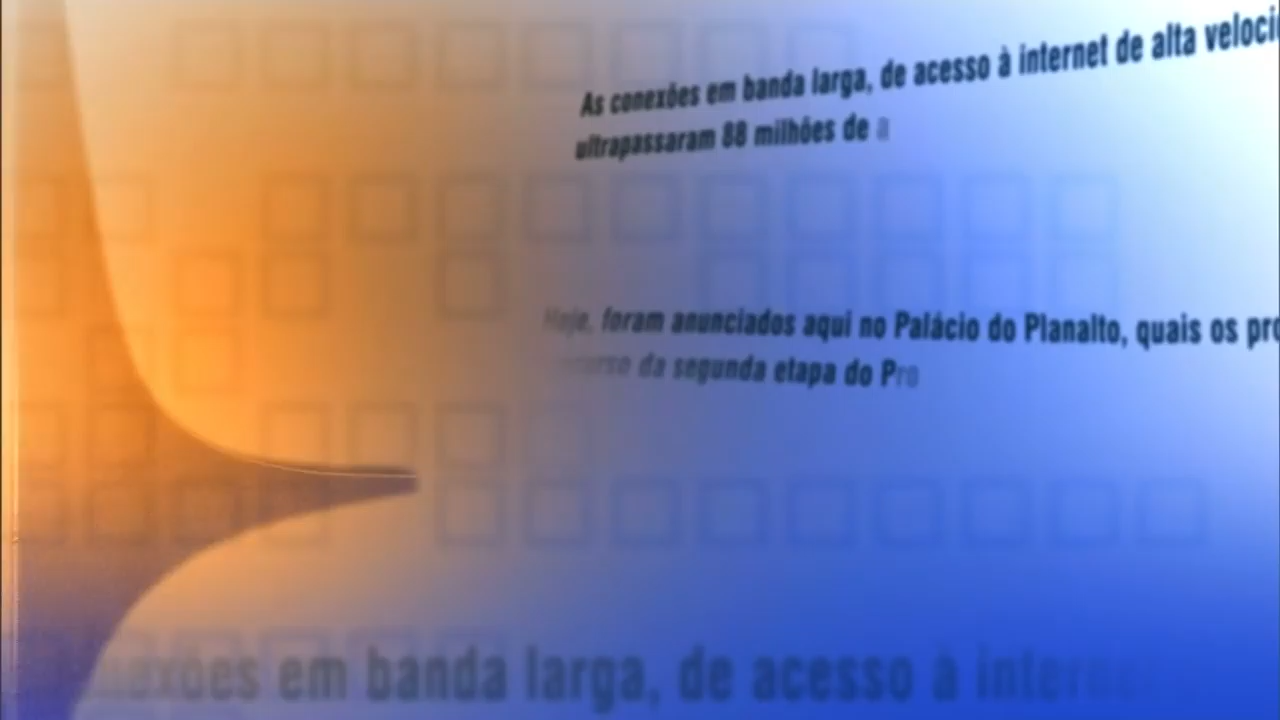 As conexões em banda larga, de acesso à internet de alta veloci
ultrapassaram 88 milhões de a
Hoje, foram anunciados aqui no Palácio do Planalto, quais os pro
da segunda etapa do Pro
em banda larga, de acesso à